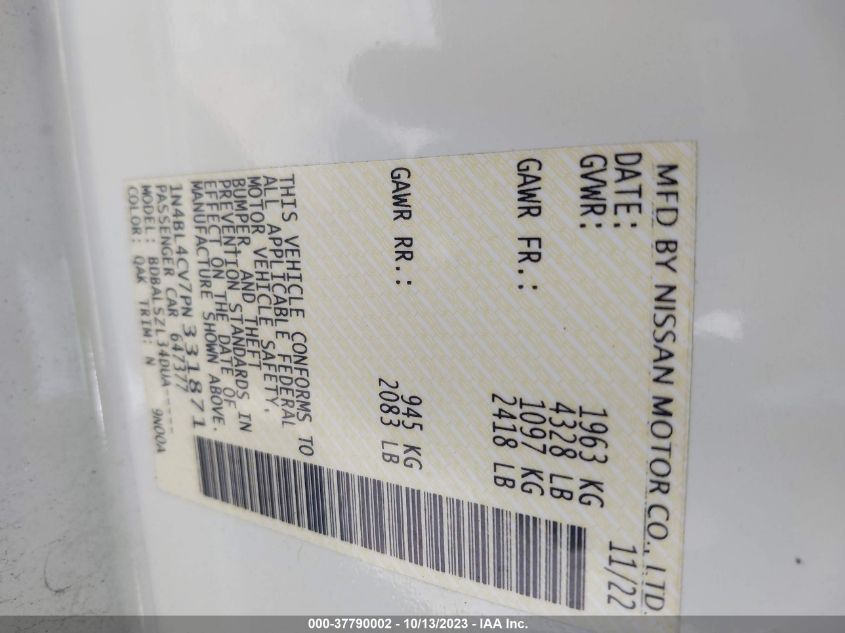 MFD BY NISSAN MOTOR CO., LTD.
DATE: 11/22
GVWR: 1963 KG
4328 LB
GAWR FR.: 1097 KG
2418 LB
GAWR RR.: 945 KG
2083 LB
THIS VEHICLE CONFORMS TO
ALL APPLICABLE FEDERAL
MOTOR VEHICLE SAFETY,
BUMPER, AND THEFT
PREVENTION STANDARDS IN
EFFECT ON THE DATE OF
MANUFACTURE SHOWN ABOVE.
1N4BL4CV7PN331871
PASSENGER CAR 647377
MODEL: BDBALSZL34DUA-----
COLOR: QAK TRIM: N 9N00A
000-37790002 - 10/13/2023 - IAA Inc.